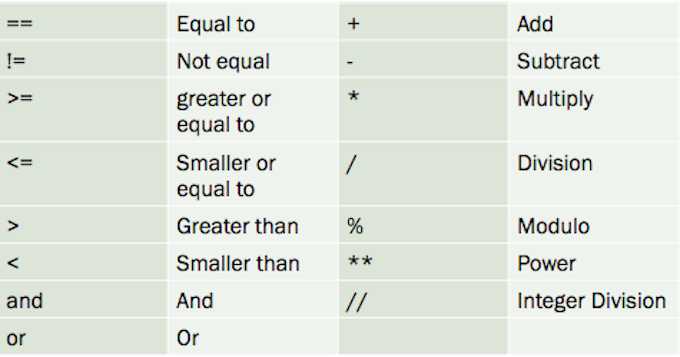 == Equal to + Add
!= Not equal - Subtract
>= greater or * Multiply
equal to
<= Smaller or / Division
equal to
> Greater than % Modulo
< Smaller than ** Power
and And // Integer Division
or Or